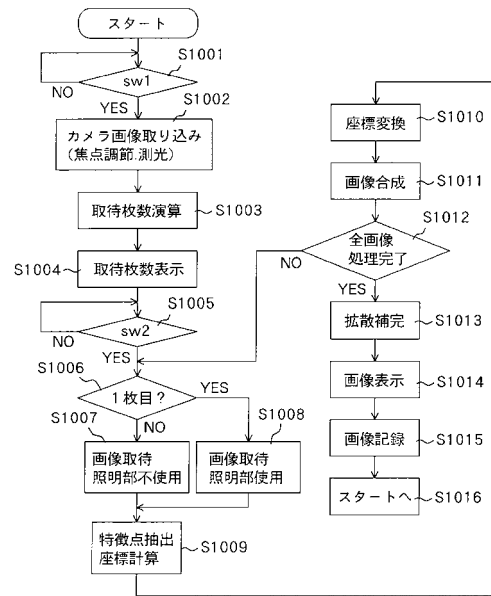 スタート
S1001
sw1
NO
YES
S1002
カメラ画像取り込み
(焦点調節.測光)
取待枚数演算
S1003
S1004
取待枚数表示
S1005
sw2
NO
YES
S1006
1枚目?
YES
S1007
NO
S1008
画像取待
照明部不使用
画像取待
照明部使用
特徴点抽出
座標計算
S1009
座標変換
S1010
画像合成
S1011
S1012
全画像
処理完了
NO
YES
拡散補完
S1013
画像表示
S1014
画像記録
S1015
スタートへ
S1016